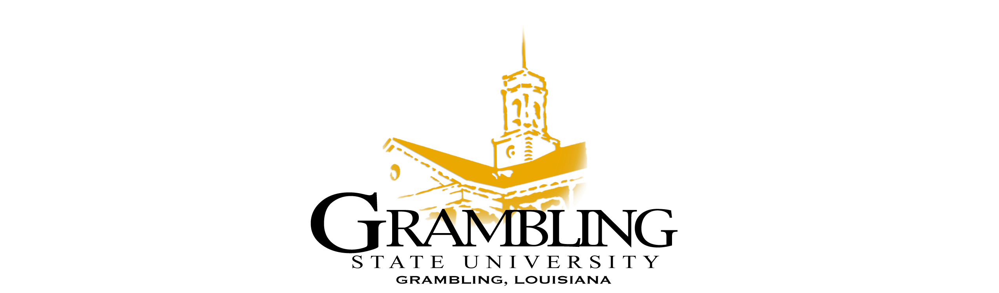 GRAMBLING
STATE UNIVERSITY
GRAMBLING, LOUISIANA